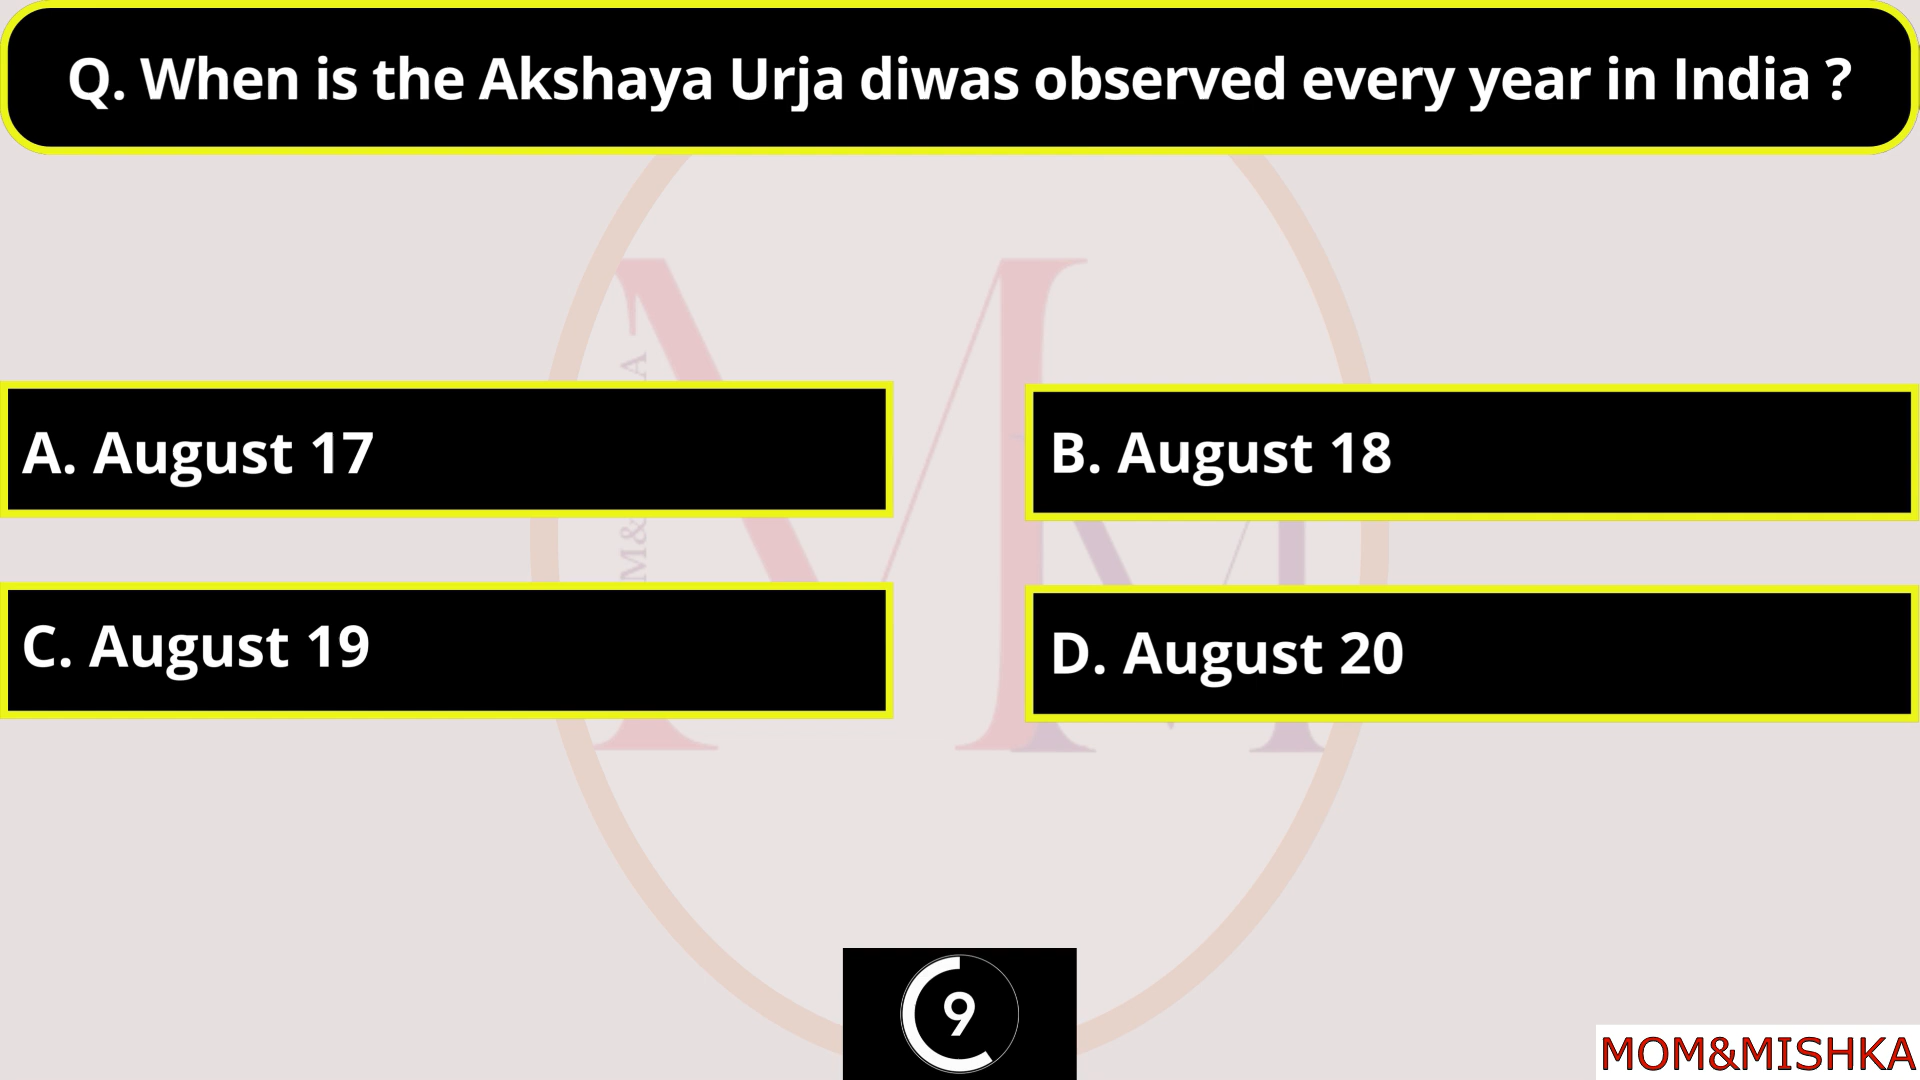 Q. When is the Akshaya Urja diwas observed every year in India ?
A. August 17
B. August 18
C. August 19
D. August 20
9
MOM&MISHKA